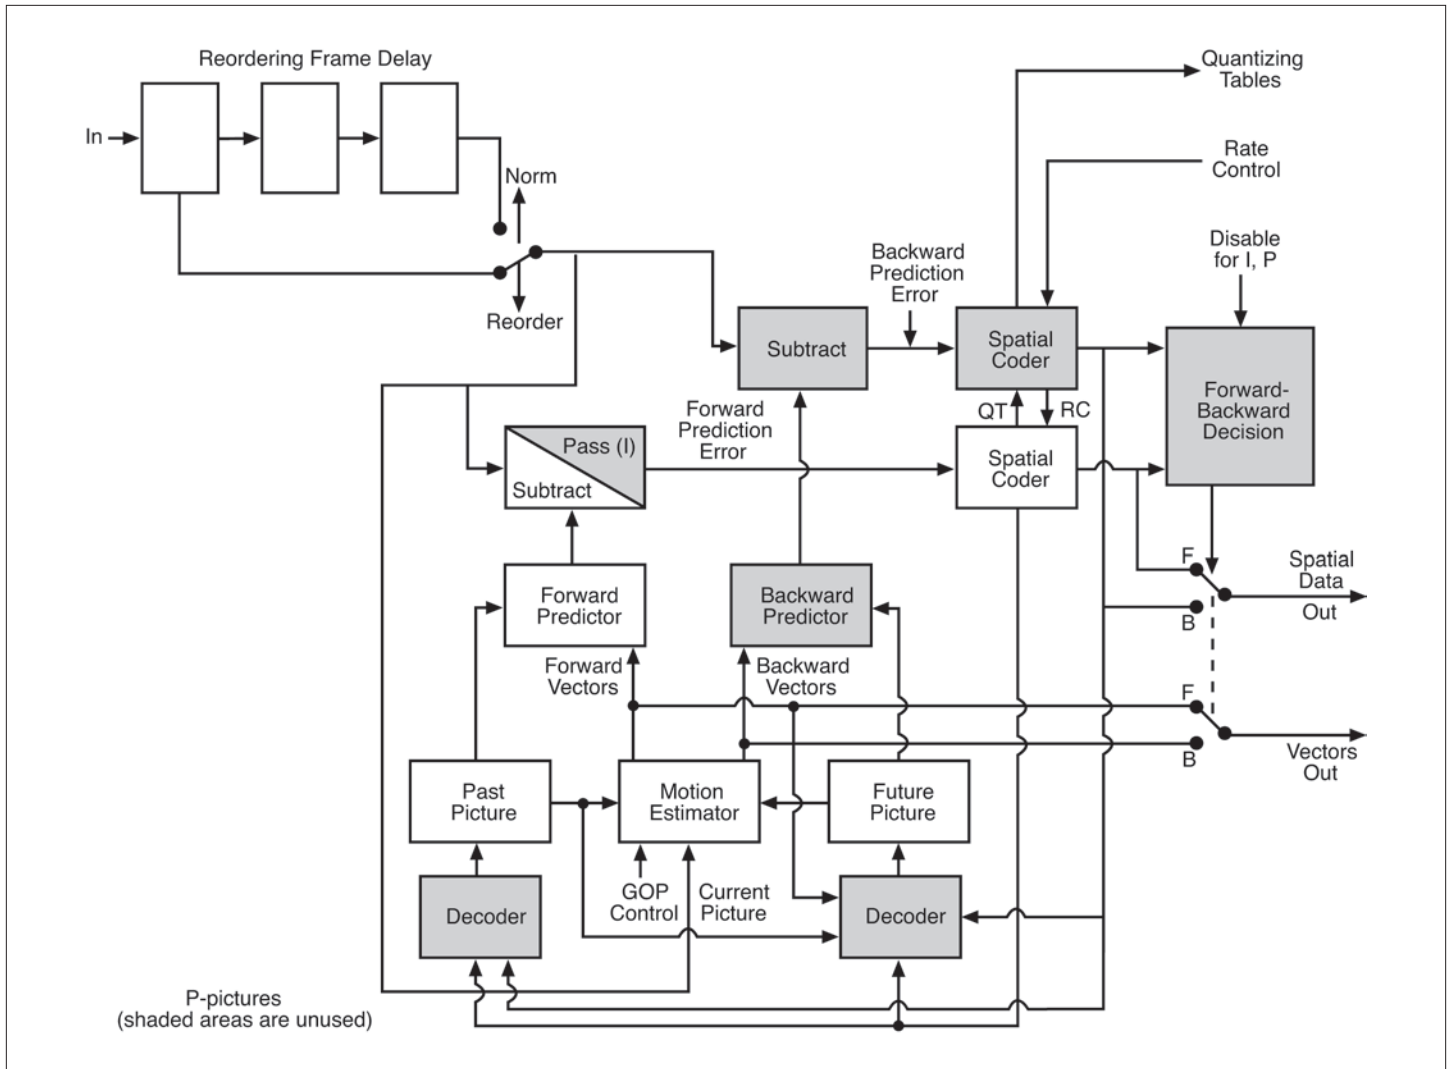 Reordering Frame Delay
In
Norm
Reorder
Quantizing
Tables
Rate
Control
Disable
for I, P
Backward
Prediction
Error
Subtract
Spatial
Coder
Forward-
Backward
Decision
QT
RC
Forward
Prediction
Error
Pass (I)
Subtract
Spatial
Coder
Forward
Predictor
Backward
Predictor
F
Spatial
Data
Out
B
Forward
Vectors
Backward
Vectors
F
Vectors
Out
B
Past
Picture
Motion
Estimator
Future
Picture
GOP
Control
Current
Picture
Decoder
Decoder
P-pictures
(shaded areas are unused)